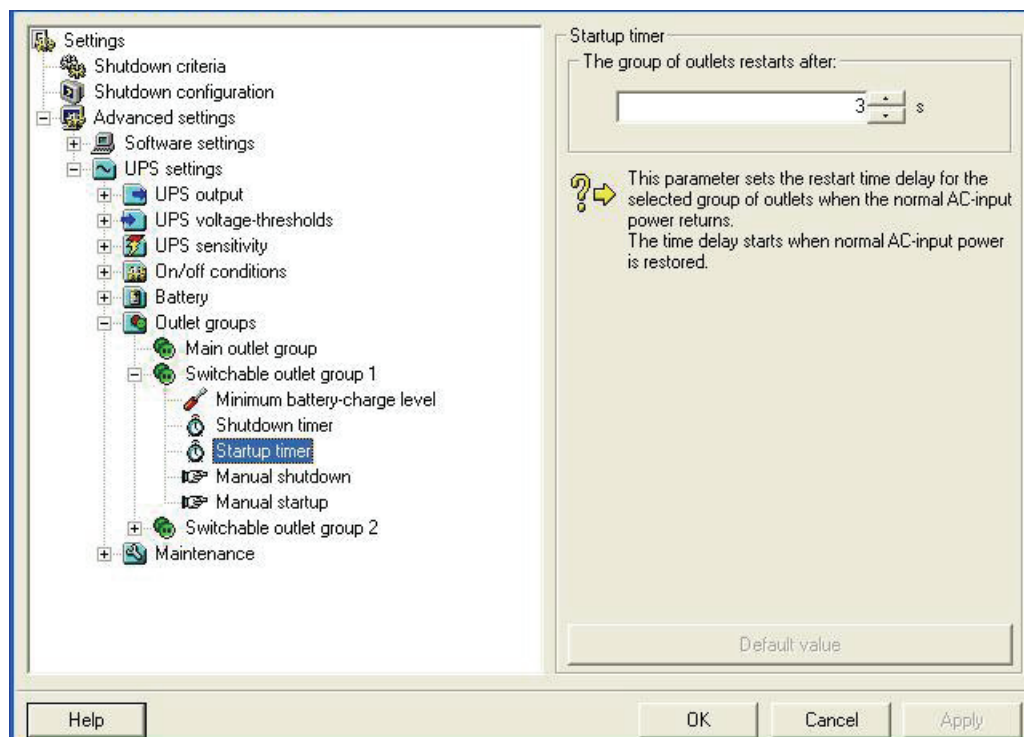 Settings
Shutdown criteria
Shutdown configuration
Advanced settings
Software settings
UPS settings
UPS output
UPS voltage-thresholds
UPS sensitivity
On/off conditions
Battery
Outlet groups
Main outlet group
Switchable outlet group 1
Minimum battery-charge level
Shutdown timer
Startup timer
Manual shutdown
Manual startup
Switchable outlet group 2
Maintenance
Startup timer
The group of outlets restarts after:
3 s
This parameter sets the restart time delay for the
selected group of outlets when the normal AC-input
power returns.
The time delay starts when normal AC-input power
is restored.
Default value
Help
OK
Cancel
Apply